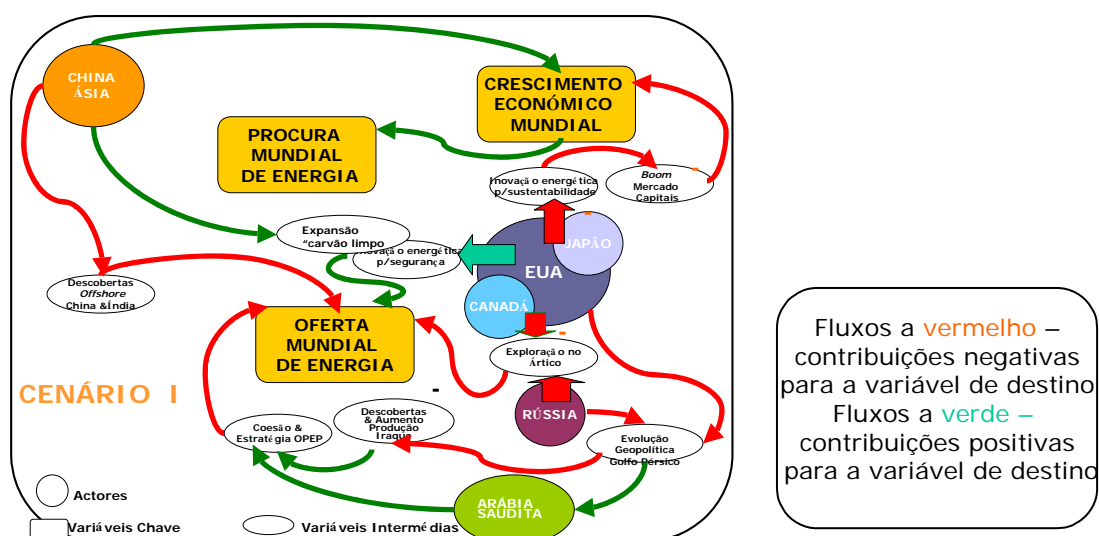 CHINA
ÁSIA
CRESCIMENTO
ECONÓMICO
MUNDIAL
PROCURA
MUNDIAL
DE ENERGIA
Inovação energética
p/sustentabilidade
Boom
Mercado
Capitais
-
Expansão
"carvão limpo
Inovação energética
p/segurança
-
JAPÃO
EUA
CANADÁ
Descobertas
Offshore
China &Índia
OFERTA
MUNDIAL
DE ENERGIA
-
Exploração no
Ártico
CENÁRIO I
-
RÚSSIA
Descobertas
& Aumento
Produção
Iraque
Coesão &
Estratégia OPEP
Evolução
Geopolítica
Golfo Pérsico
ARÁBIA
SAUDITA
Actores
Variáveis Chave
Variáveis Intermédias
Fluxos a vermelho –
contribuições negativas
para a variável de destino
Fluxos a verde –
contribuições positivas
para a variável de destino